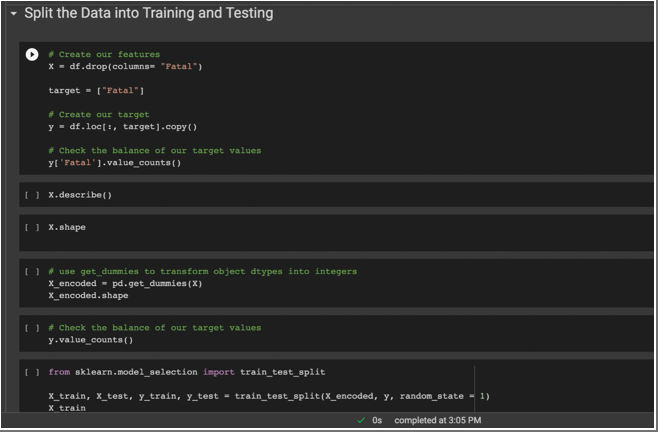 Split the Data into Training and Testing
# Create our features
X = df.drop(columns= "Fatal")
target = ["Fatal"]
# Create our target
y = df.loc[:, target].copy()
# Check the balance of our target values
y['Fatal'].value_counts()
[ ] X.describe()
[ ] X.shape
[ ] # use get_dummies to transform object dtypes into integers
X_encoded = pd.get_dummies(X)
X_encoded.shape
[ ] # Check the balance of our target values
y.value_counts()
[ ] from sklearn.model_selection import train_test_split
X_train, X_test, y_train, y_test = train_test_split(X_encoded, y, random_state = 1)
X_train
✓ 0s completed at 3:05 PM